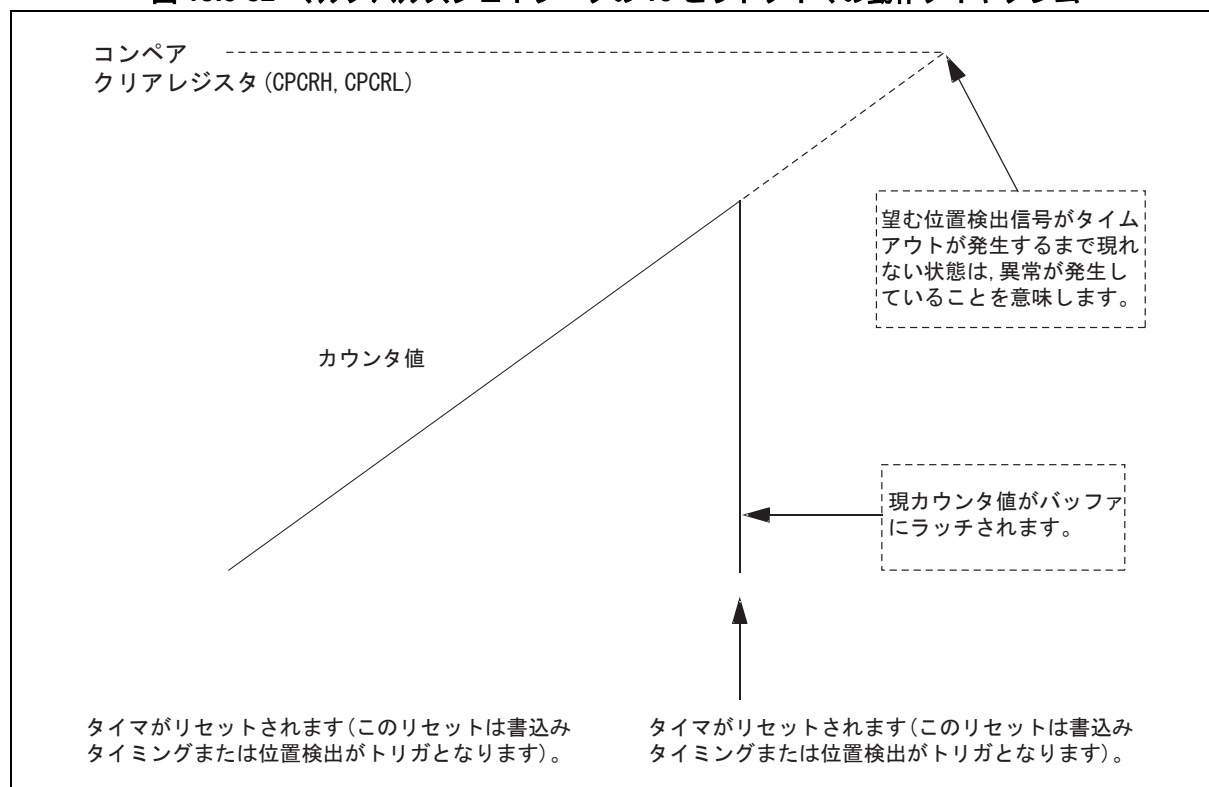 コンペア
クリアレジスタ(CPCRH, CPCRL)
望む位置検出信号がタイム
アウトが発生するまで現れ
ない状態は, 異常が発生し
ていることを意味します。
カウンタ値
現カウンタ値がバッファ
にラッチされます。
タイマがリセットされます(このリセットは書込み
タイミングまたは位置検出がトリガとなります)。
タイマがリセットされます(このリセットは書込み
タイミングまたは位置検出がトリガとなります)。